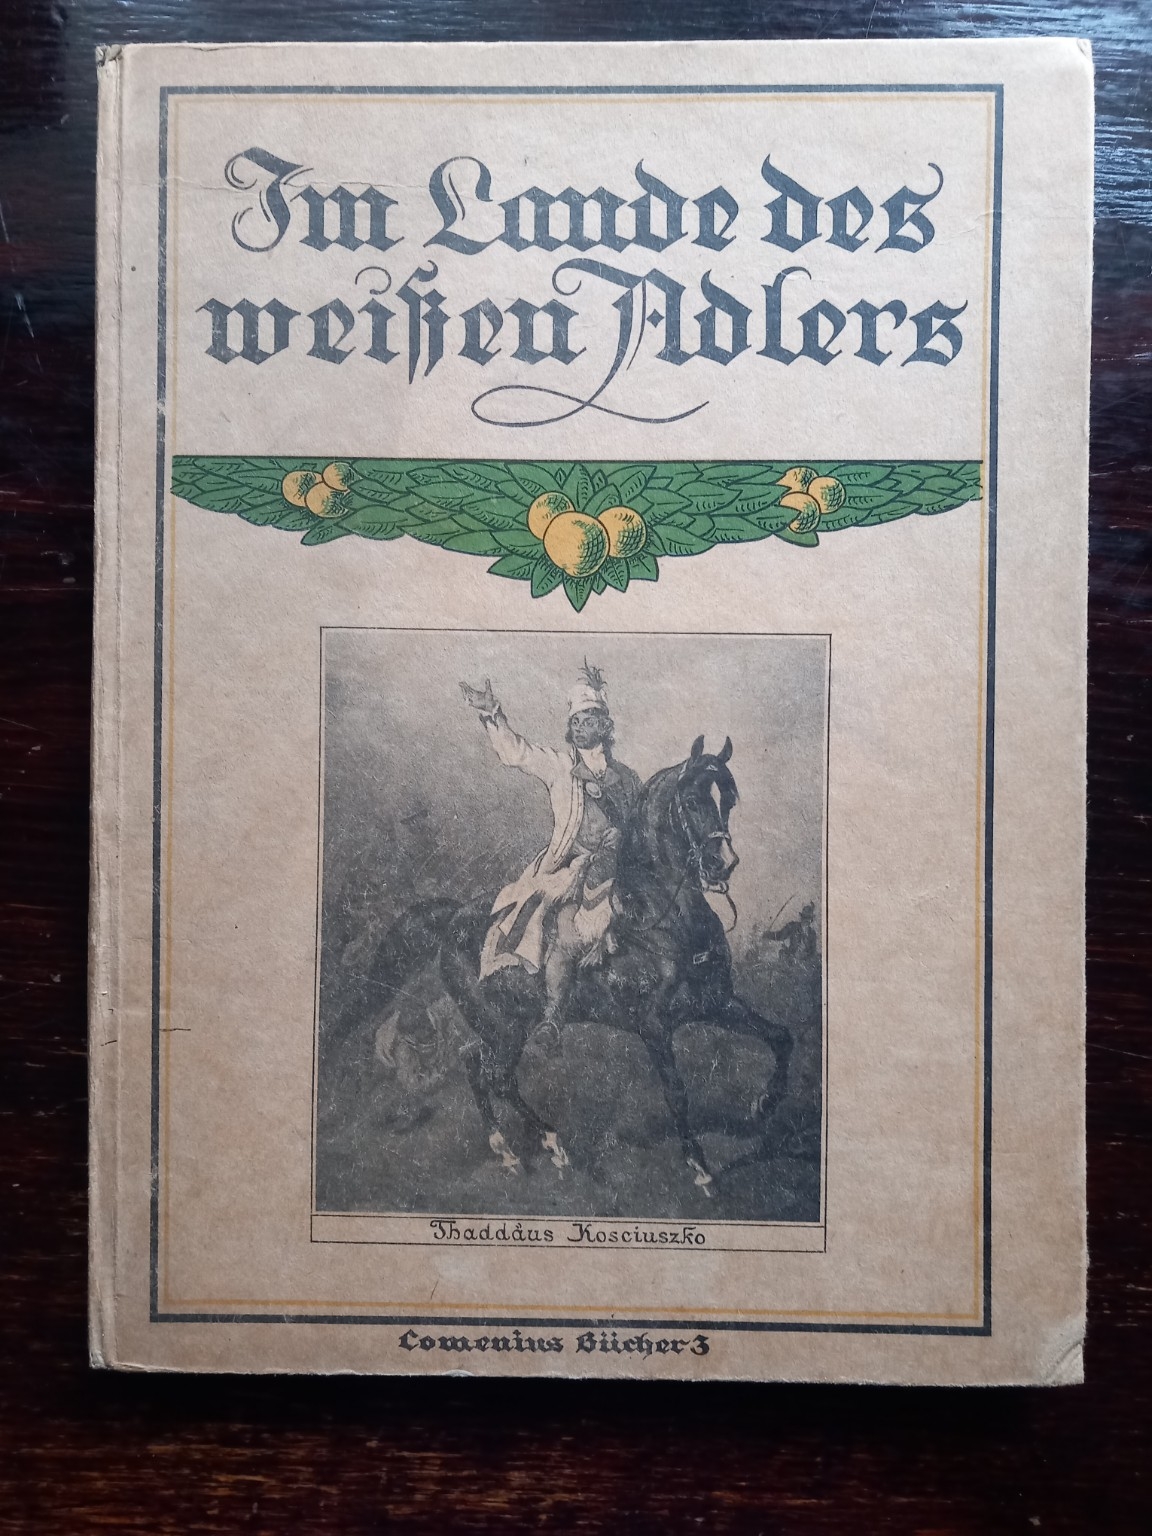 Im Lande des
weißen Adlers
Thaddäus Kosciuszko
Comenius Bücher 3